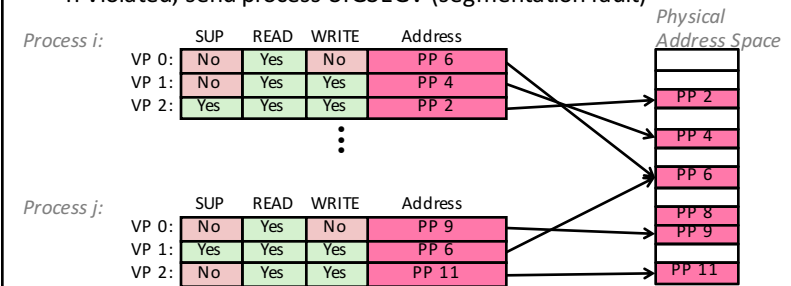 If violated, send process SIGSEGV (segmentation fault)
Physical
Address Space
Process i:
SUP READ WRITE Address
VP 0: No Yes No PP 6
VP 1: No Yes Yes PP 4
VP 2: Yes Yes Yes PP 2
PP 2
PP 4
PP 6
PP 8
PP 9
PP 11
Process j:
SUP READ WRITE Address
VP 0: No Yes No PP 9
VP 1: Yes Yes Yes PP 6
VP 2: No Yes Yes PP 11